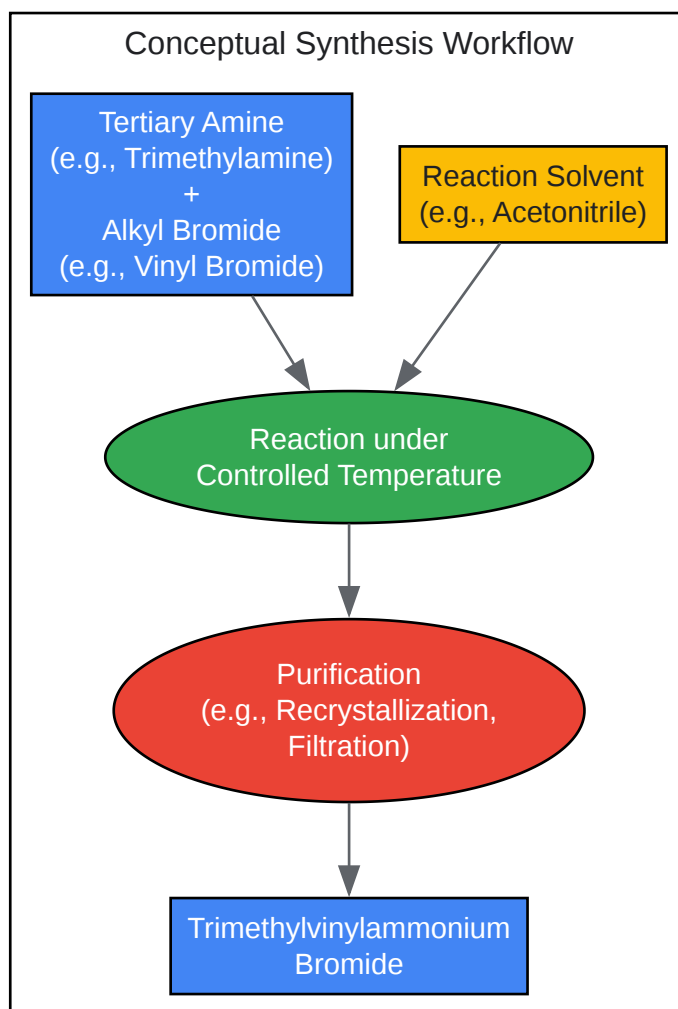 Conceptual Synthesis Workflow
Tertiary Amine
(e.g., Trimethylamine)
+
Alkyl Bromide
(e.g., Vinyl Bromide)
Reaction Solvent
(e.g., Acetonitrile)
Reaction under
Controlled Temperature
Purification
(e.g., Recrystallization,
Filtration)
Trimethylvinylammonium
Bromide